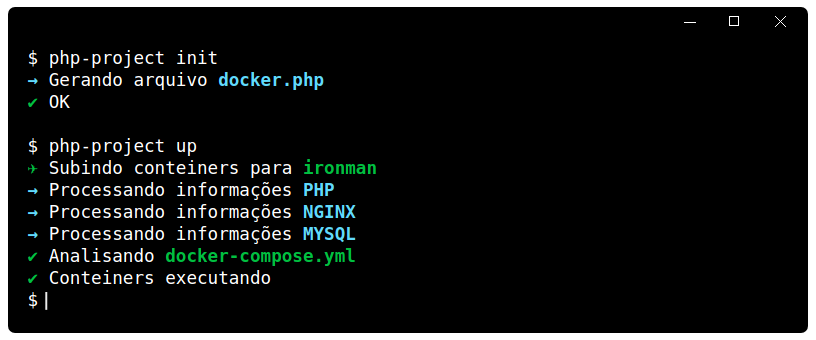 $ php-project init
→ Gerando arquivo docker.php
✔ OK
$ php-project up
✈ Subindo conteiners para ironman
→ Processando informações PHP
→ Processando informações NGINX
→ Processando informações MYSQL
✔ Analisando docker-compose.yml
✔ Conteiners executando
$